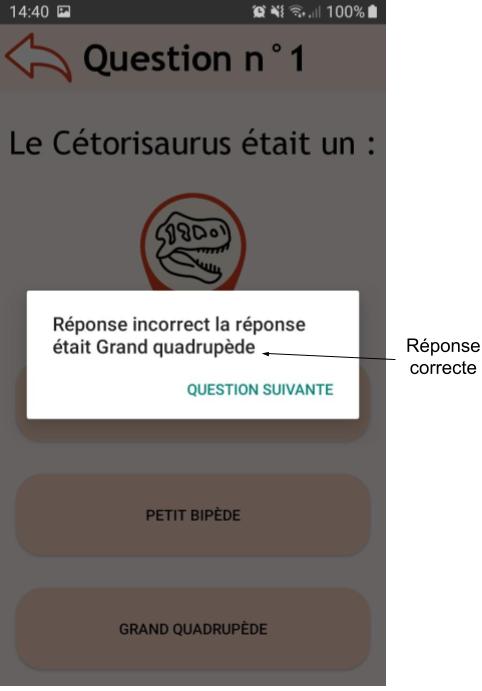 14:40 100%
Question n°1
Le Cétorisaurus était un :
Réponse incorrect la réponse
était Grand quadrupède
Réponse
correcte
QUESTION SUIVANTE
PETIT BIPÈDE
GRAND QUADRUPÈDE